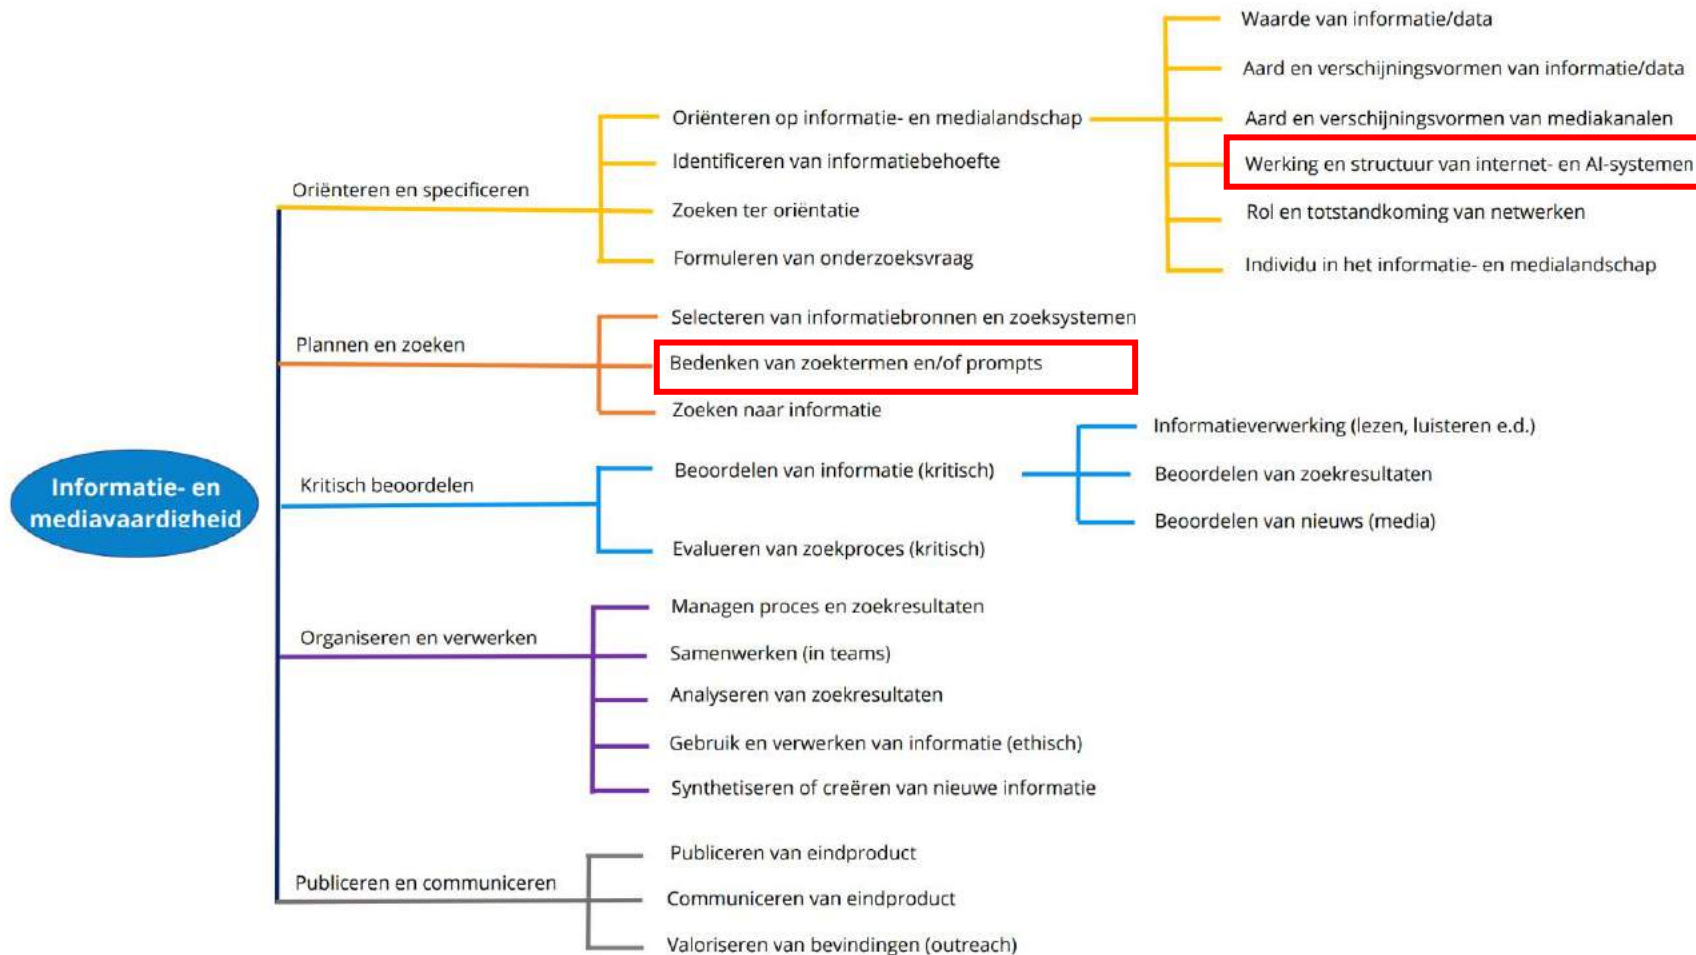 Informatie- en
mediavaardigheid
Oriënteren en specificeren
Oriënteren op informatie- en medialandschap
Waarde van informatie/data
Aard en verschijningsvormen van informatie/data
Aard en verschijningsvormen van mediakanalen
Werking en structuur van internet- en AI-systemen
Rol en totstandkoming van netwerken
Individu in het informatie- en medialandschap
Identificeren van informatiebehoefte
Zoeken ter oriëntatie
Formuleren van onderzoeksvraag
Plannen en zoeken
Selecteren van informatiebronnen en zoeksystemen
Bedenken van zoektermen en/of prompts
Zoeken naar informatie
Kritisch beoordelen
Beoordelen van informatie (kritisch)
Informatieverwerking (lezen, luisteren e.d.)
Beoordelen van zoekresultaten
Beoordelen van nieuws (media)
Evalueren van zoekproces (kritisch)
Organiseren en verwerken
Managen proces en zoekresultaten
Samenwerken (in teams)
Analyseren van zoekresultaten
Gebruik en verwerken van informatie (ethisch)
Synthetiseren of creëren van nieuwe informatie
Publiceren en communiceren
Publiceren van eindproduct
Communiceren van eindproduct
Valoriseren van bevindingen (outreach)